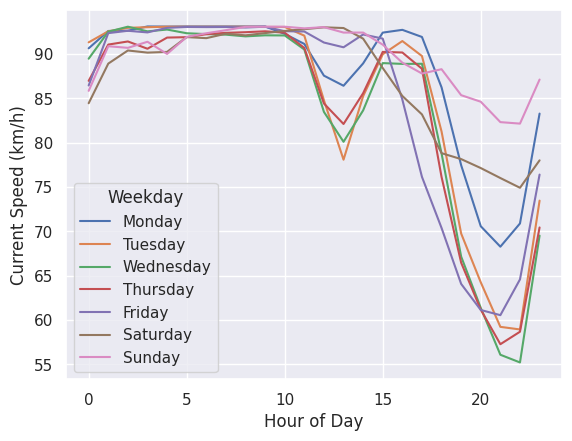 90
85
80
75
70
65
60
55
Current Speed (km/h)
Weekday
Monday
Tuesday
Wednesday
Thursday
Friday
Saturday
Sunday
0
5
10
15
20
Hour of Day